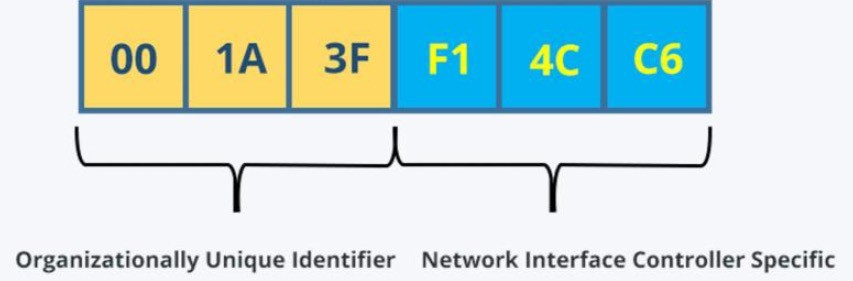 00 1A 3F F1 4C C6
Organizationally Unique Identifier Network Interface Controller Specific